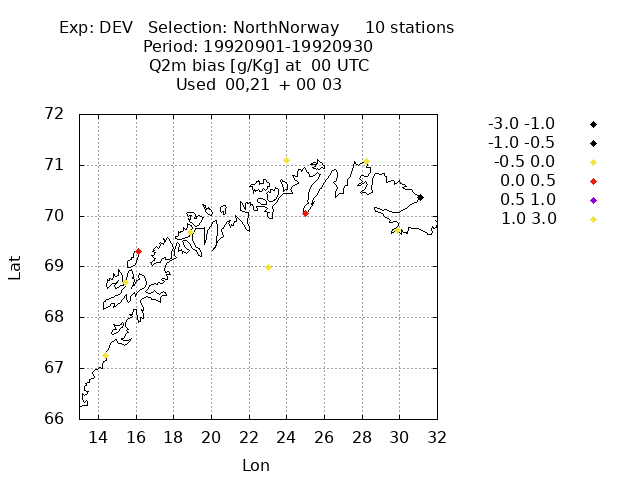 Exp: DEV   Selection: NorthNorway     10 stations
Period: 19920901-19920930
Q2m bias [g/Kg] at  00 UTC
Used  00,21  + 00 03
-3.0 -1.0
-1.0 -0.5
-0.5 0.0
0.0 0.5
0.5 1.0
1.0 3.0
72
71
70
69
68
67
66
Lat
14 16 18 20 22 24 26 28 30 32
Lon